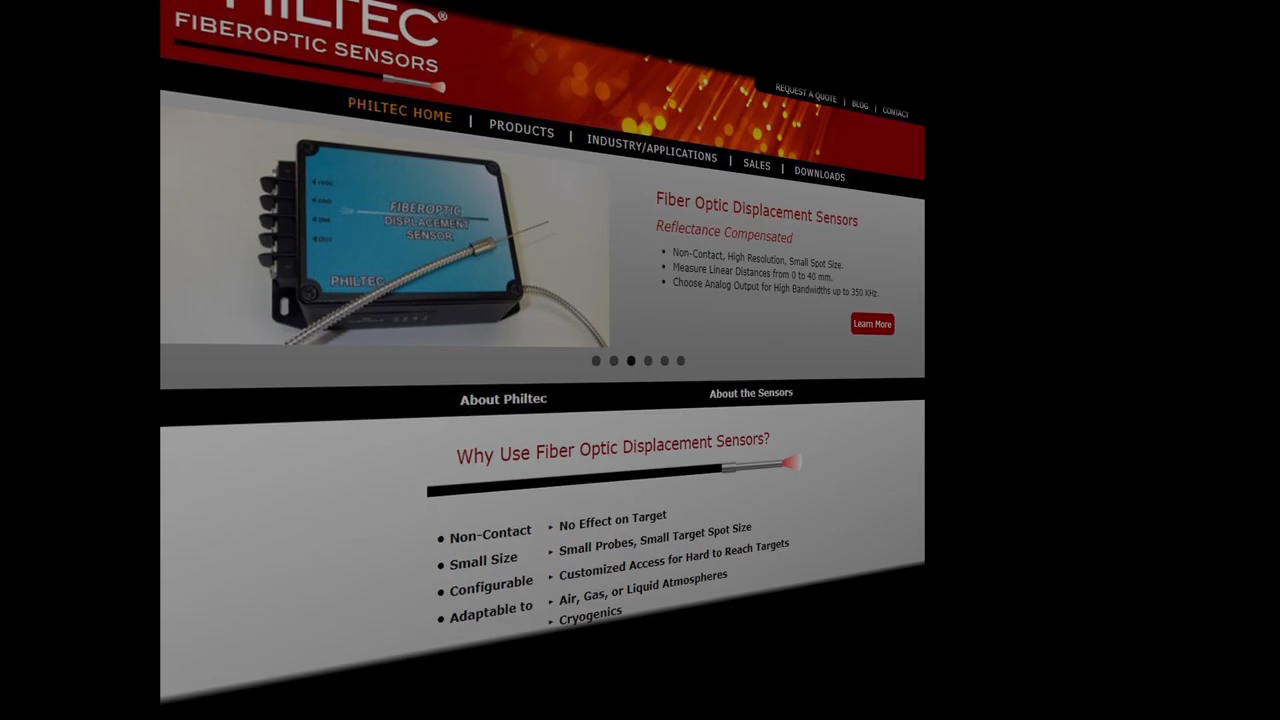 PHILTEC®
FIBEROPTIC SENSORS
REQUEST A QUOTE | BLOG | CONTACT
PHILTEC HOME | PRODUCTS | INDUSTRY/APPLICATIONS | SALES | DOWNLOADS
FIBEROPTIC
DISPLACEMENT
SENSOR
PHILTEC
Fiber Optic Displacement Sensors
Reflectance Compensated
• Non-Contact, High Resolution, Small Spot Size.
• Measure Linear Distances from 0 to 40 mm.
• Choose Analog Output for High Bandwidths up to 350 KHz.
Learn More
About Philtec
About the Sensors
Why Use Fiber Optic Displacement Sensors?
• Non-Contact ▸ No Effect on Target
• Small Size ▸ Small Probes, Small Target Spot Size
• Configurable ▸ Customized Access for Hard to Reach Targets
• Adaptable to ▸ Air, Gas, or Liquid Atmospheres
▸ Cryogenics